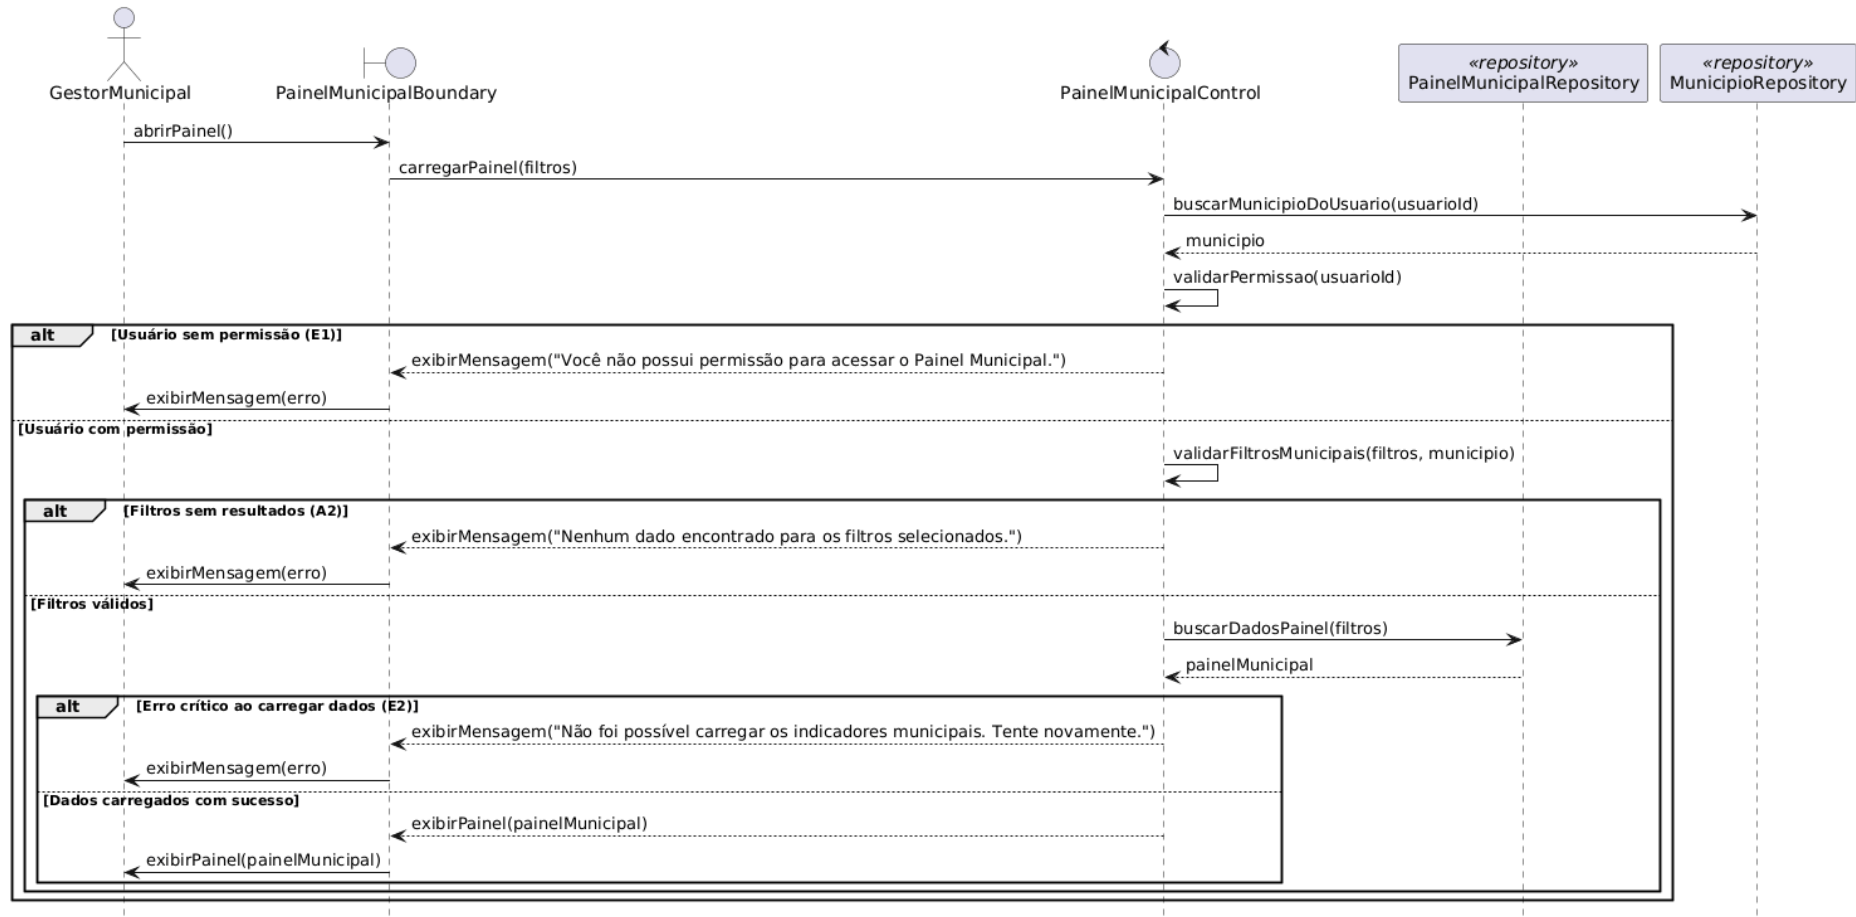 GestorMunicipal
PainelMunicipalBoundary
PainelMunicipalControl
«repository»
PainelMunicipalRepository
«repository»
MunicipioRepository
abrirPainel()
carregarPainel(filtros)
buscarMunicipioDoUsuario(usuarioId)
municipio
validarPermissao(usuarioId)
alt
[Usuário sem permissão (E1)]
exibirMensagem("Você não possui permissão para acessar o Painel Municipal.")
exibirMensagem(erro)
[Usuário com permissão]
validarFiltrosMunicipais(filtros, municipio)
alt
[Filtros sem resultados (A2)]
exibirMensagem("Nenhum dado encontrado para os filtros selecionados.")
exibirMensagem(erro)
[Filtros válidos]
buscarDadosPainel(filtros)
painelMunicipal
alt
[Erro crítico ao carregar dados (E2)]
exibirMensagem("Não foi possível carregar os indicadores municipais. Tente novamente.")
exibirMensagem(erro)
[Dados carregados com sucesso]
exibirPainel(painelMunicipal)
exibirPainel(painelMunicipal)